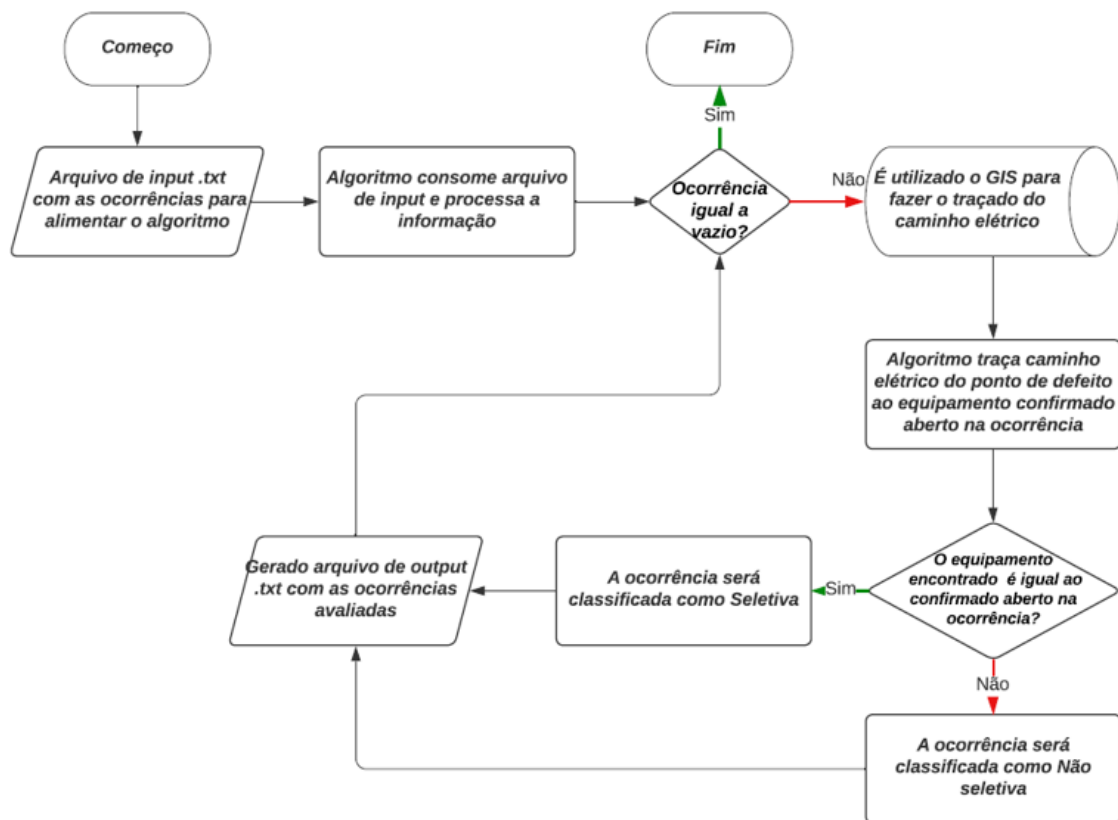 Começo
Fim
Arquivo de input .txt
com as ocorrências para
alimentar o algoritmo
Algoritmo consome arquivo
de input e processa a
informação
Ocorrência
igual a
vazio?
Sim
Não
É utilizado o GIS para
fazer o traçado do
caminho elétrico
Algoritmo traça caminho
elétrico do ponto de defeito
ao equipamento confirmado
aberto na ocorrência
O equipamento
encontrado é igual ao
confirmado aberto na
ocorrência?
Sim
A ocorrência será
classificada como Seletiva
Gerado arquivo de output
.txt com as ocorrências
avaliadas
Não
A ocorrência será
classificada como Não
seletiva